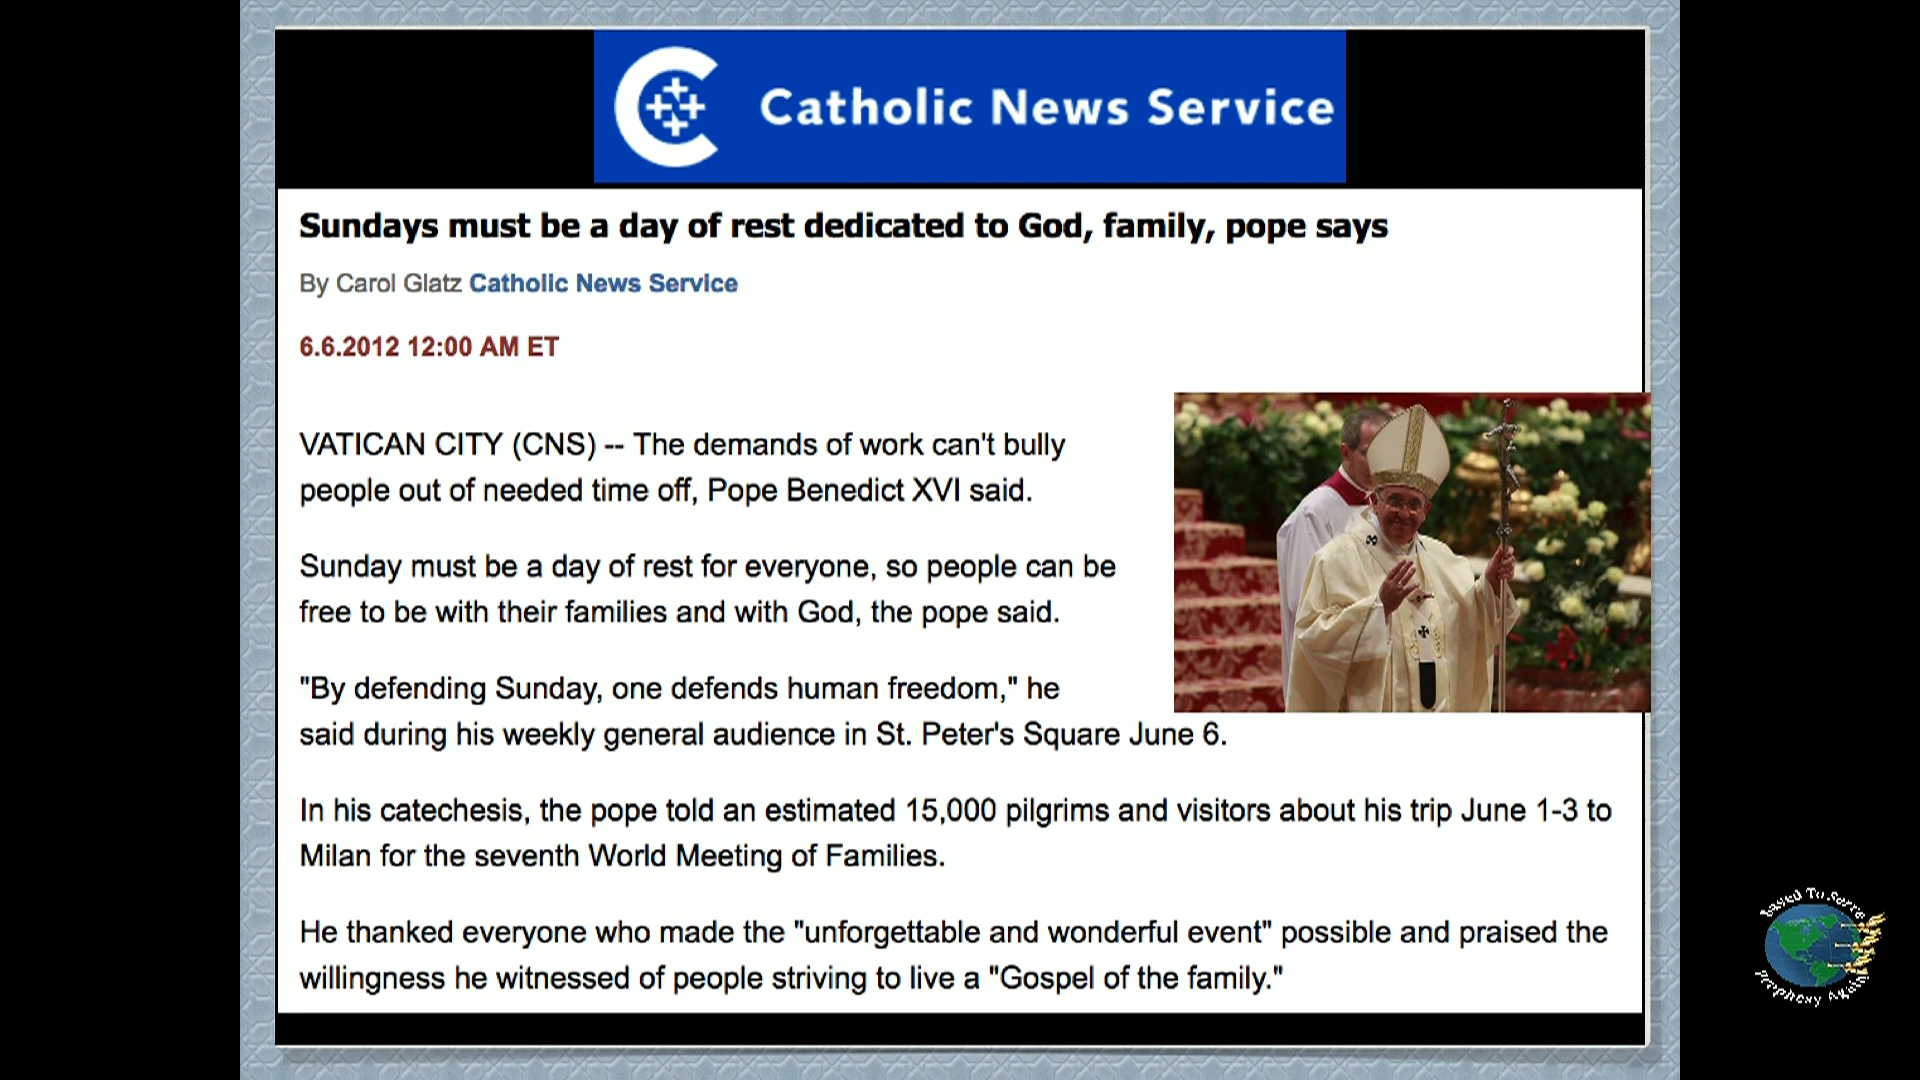 Catholic News Service
Sundays must be a day of rest dedicated to God, family, pope says
By Carol Glatz Catholic News Service
6.6.2012 12:00 AM ET
VATICAN CITY (CNS) -- The demands of work can't bully
people out of needed time off, Pope Benedict XVI said.
Sunday must be a day of rest for everyone, so people can be
free to be with their families and with God, the pope said.
"By defending Sunday, one defends human freedom," he
said during his weekly general audience in St. Peter's Square June 6.
In his catechesis, the pope told an estimated 15,000 pilgrims and visitors about his trip June 1-3 to
Milan for the seventh World Meeting of Families.
He thanked everyone who made the "unforgettable and wonderful event" possible and praised the
willingness he witnessed of people striving to live a "Gospel of the family."
To Serve
Prophesy Again